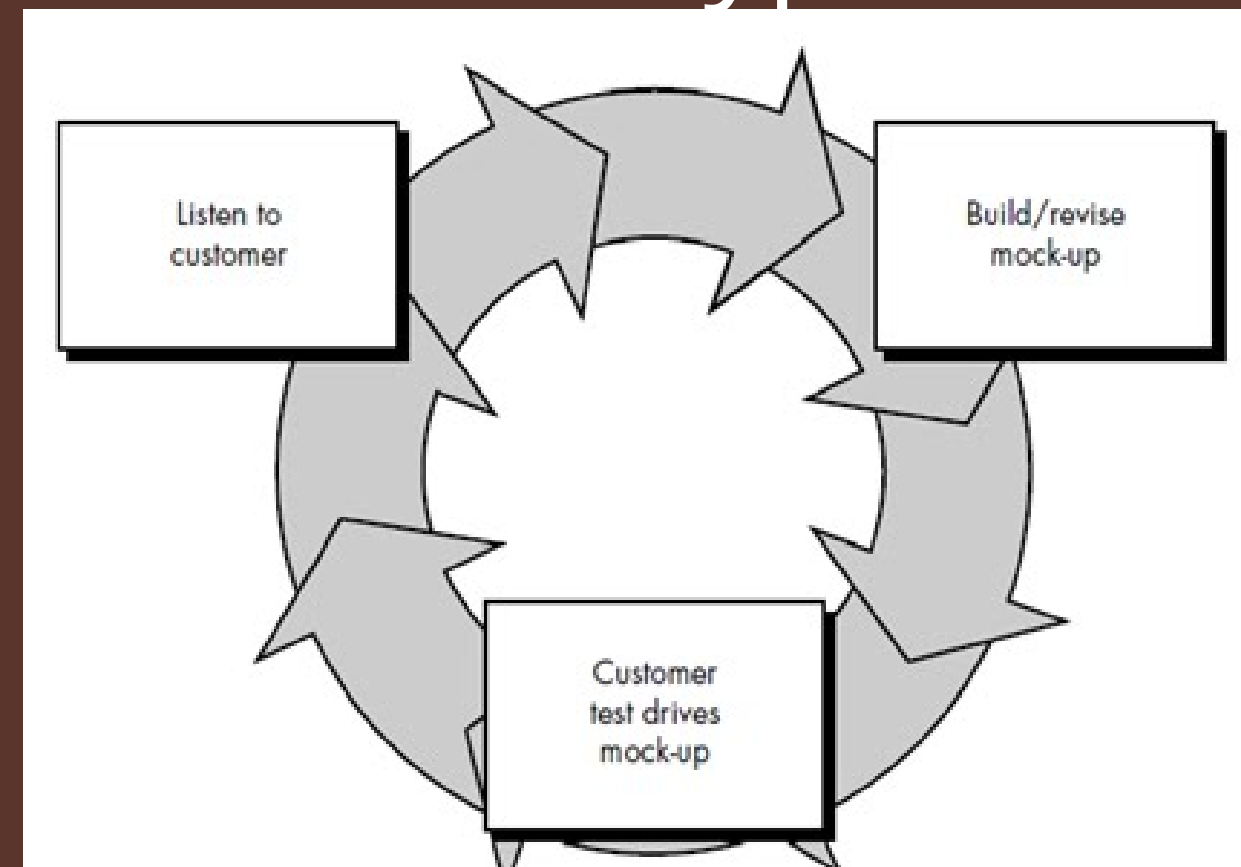 Listen to
customer
Build/revise
mock-up
Customer
test drives
mock-up